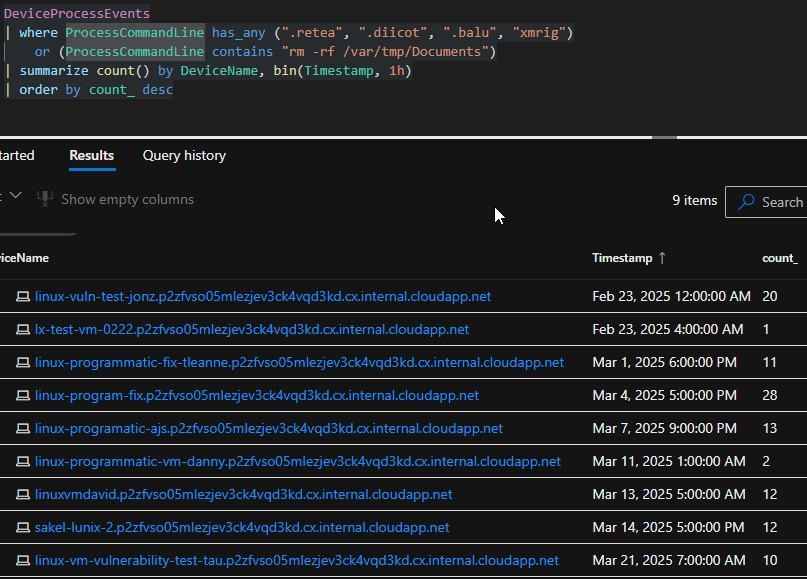 DeviceProcessEvents
| where ProcessCommandLine has_any (".retea", ".diicot", ".balu", "xmrig")
or (ProcessCommandLine contains "rm -rf /var/tmp/Documents")
| summarize count() by DeviceName, bin(Timestamp, 1h)
| order by count_ desc
tarted Results Query history
Show empty columns 9 items Search
viceName Timestamp ↑ count_
linux-vuln-test-jonz.p2zfvso05mlezjev3ck4vqd3kd.cx.internal.cloudapp.net Feb 23, 2025 12:00:00 AM 20
lx-test-vm-0222.p2zfvso05mlezjev3ck4vqd3kd.cx.internal.cloudapp.net Feb 23, 2025 4:00:00 AM 1
linux-programmatic-fix-tleanne.p2zfvso05mlezjev3ck4vqd3kd.cx.internal.cloudapp.net Mar 1, 2025 6:00:00 PM 11
linux-program-fix.p2zfvso05mlezjev3ck4vqd3kd.cx.internal.cloudapp.net Mar 4, 2025 5:00:00 PM 28
linux-programatic-ajs.p2zfvso05mlezjev3ck4vqd3kd.cx.internal.cloudapp.net Mar 7, 2025 9:00:00 PM 13
linux-programmatic-vm-danny.p2zfvso05mlezjev3ck4vqd3kd.cx.internal.cloudapp.net Mar 11, 2025 1:00:00 AM 2
linuxvmdavid.p2zfvso05mlezjev3ck4vqd3kd.cx.internal.cloudapp.net Mar 13, 2025 5:00:00 AM 12
sakel-lunix-2.p2zfvso05mlezjev3ck4vqd3kd.cx.internal.cloudapp.net Mar 14, 2025 5:00:00 PM 12
linux-vm-vulnerability-test-tau.p2zfvso05mlezjev3ck4vqd3kd.cx.internal.cloudapp.net Mar 21, 2025 7:00:00 AM 10